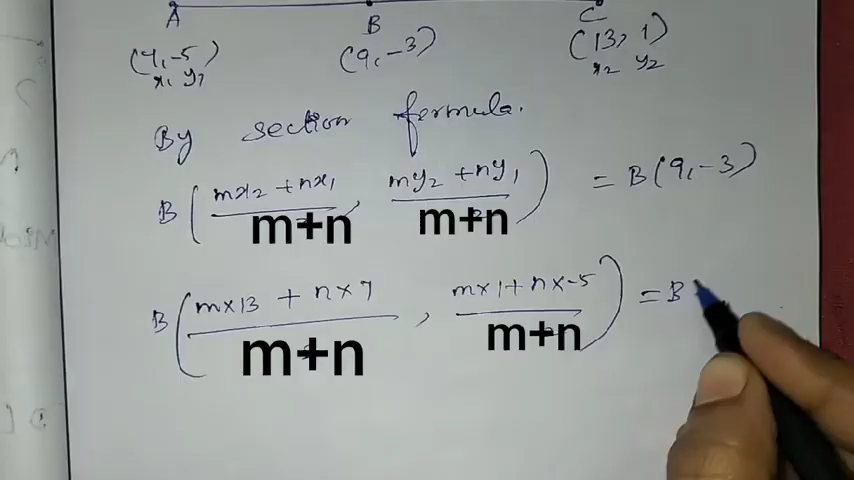 A B C
(7, -5) (9, -3) (13, 1)
x1 y1 x2 y2
By section formula.
B ( mx2 + nx1 / m+n , my2 + ny1 / m+n ) = B (9, -3)
B ( m×13 + n×7 / m+n , m×1 + n×-5 / m+n ) = B